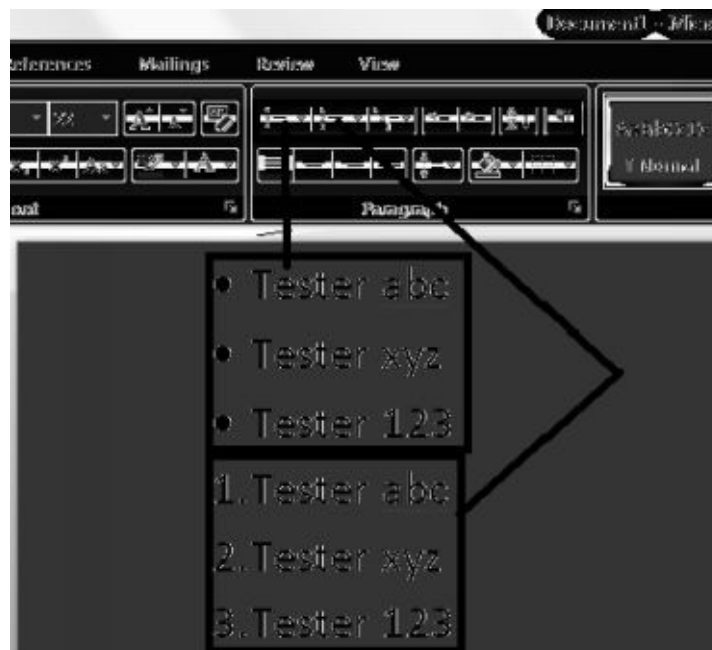 Document1 - Micr
References Mailings Review View
Paragraph
Normal
• Tester abc
• Tester xyz
• Tester 123
1. Tester abc
2. Tester xyz
3. Tester 123